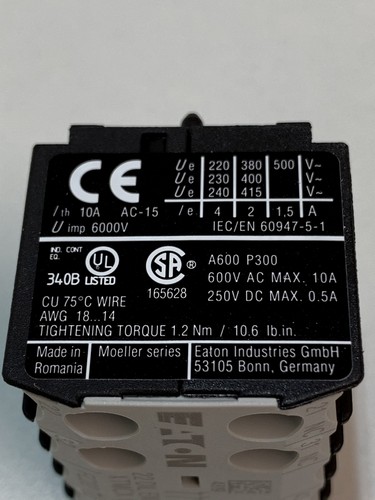 CE
Ue 220 380 500 V~
Ue 230 400 V~
Ue 240 415 V~
Ith 10A AC-15 Ie 4 2 1,5 A
Uimp 6000V IEC/EN 60947-5-1
IND. CONT
EQ.
340B UL LISTED
SA ® 165628
A600 P300
600V AC MAX. 10A
250V DC MAX. 0.5A
CU 75°C WIRE
AWG 18...14
TIGHTENING TORQUE 1.2 Nm / 10.6 lb.in.
Made in Romania
Moeller series
Eaton Industries GmbH
53105 Bonn, Germany
EATON